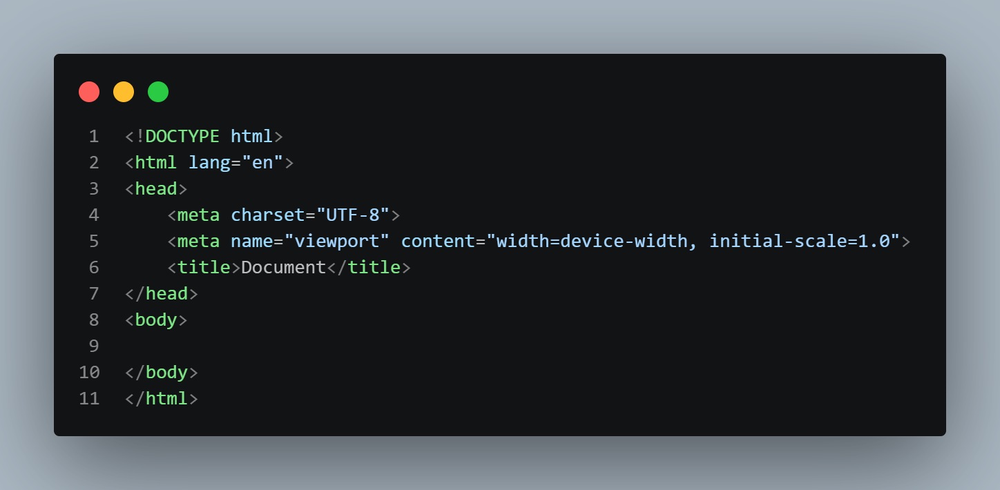 1 <!DOCTYPE html>
2 <html lang="en">
3 <head>
4     <meta charset="UTF-8">
5     <meta name="viewport" content="width=device-width, initial-scale=1.0">
6     <title>Document</title>
7 </head>
8 <body>
9
10 </body>
11 </html>